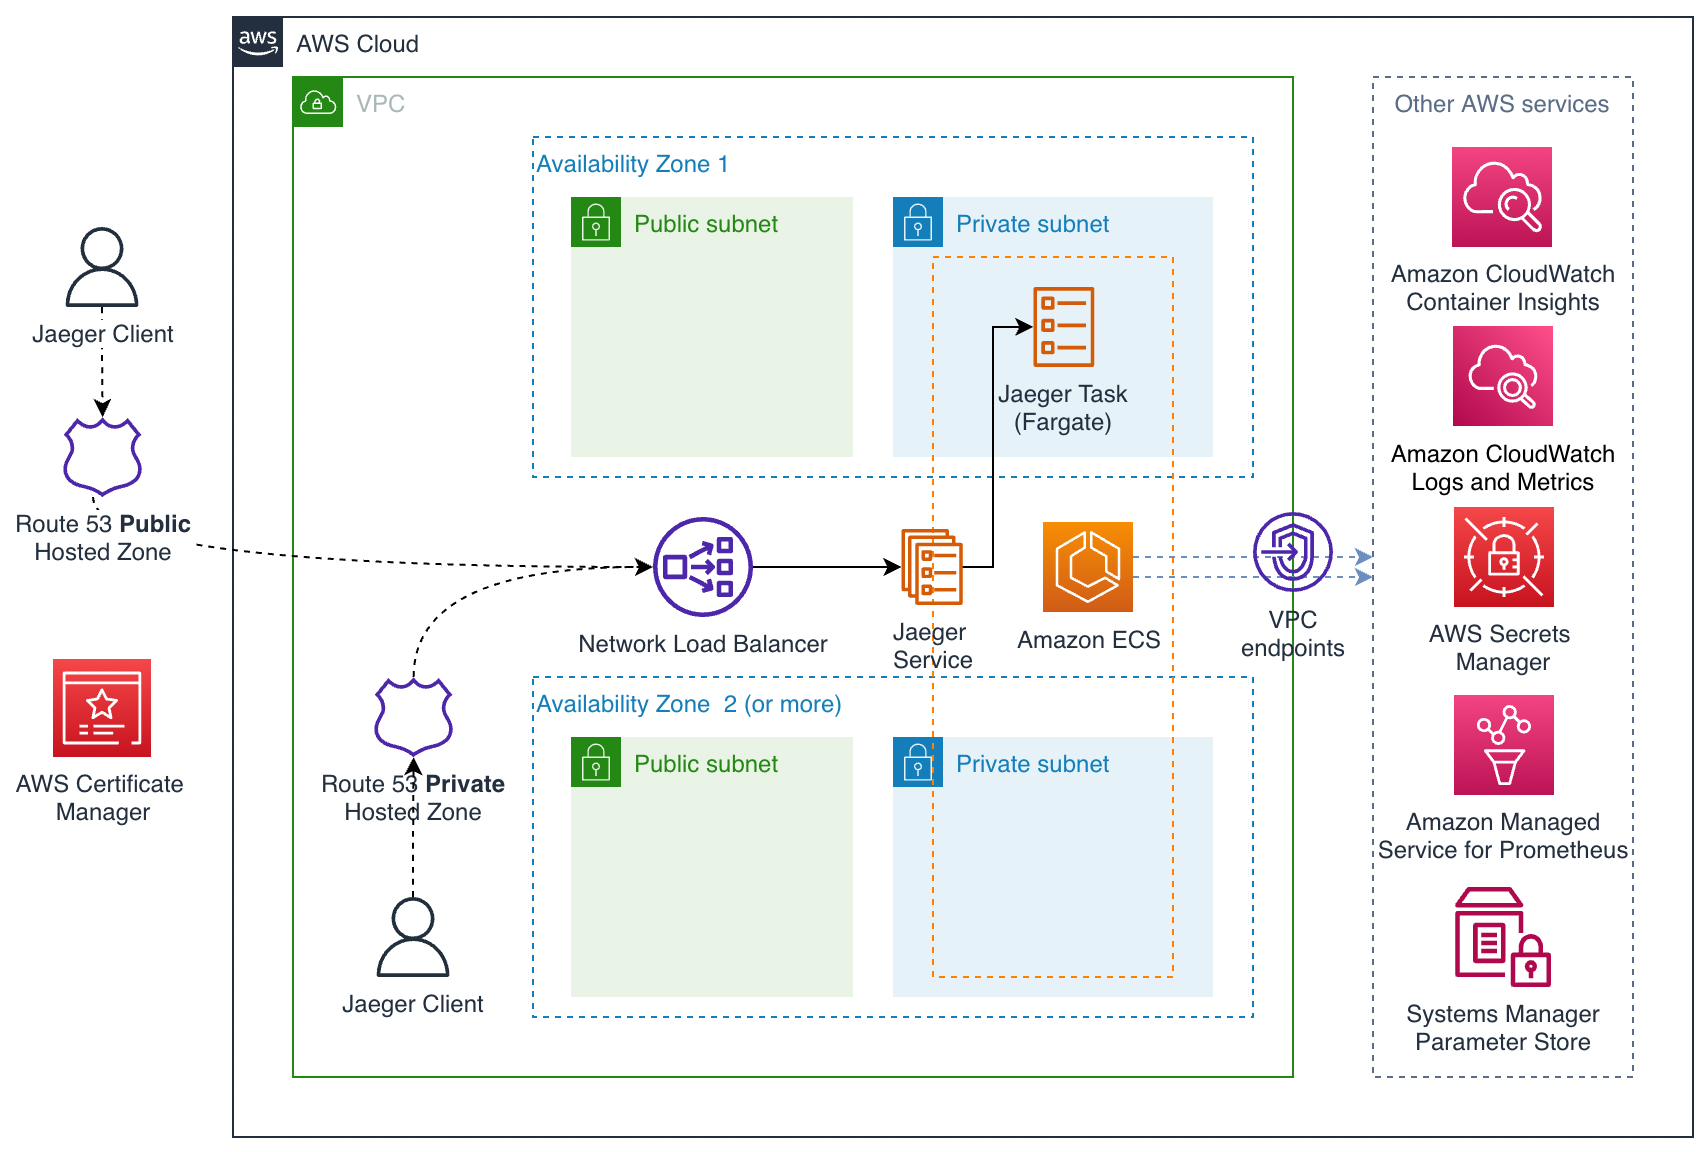 aws
AWS Cloud
VPC
Other AWS services
Availability Zone 1
Public subnet
Private subnet
Amazon CloudWatch
Container Insights
Jaeger Client
Jaeger Task
(Fargate)
Amazon CloudWatch
Logs and Metrics
Route 53 Public
Hosted Zone
Network Load Balancer
Jaeger
Service
Amazon ECS
VPC
endpoints
AWS Secrets
Manager
Availability Zone  2 (or more)
Public subnet
Private subnet
AWS Certificate
Manager
Route 53 Private
Hosted Zone
Amazon Managed
Service for Prometheus
Jaeger Client
Systems Manager
Parameter Store